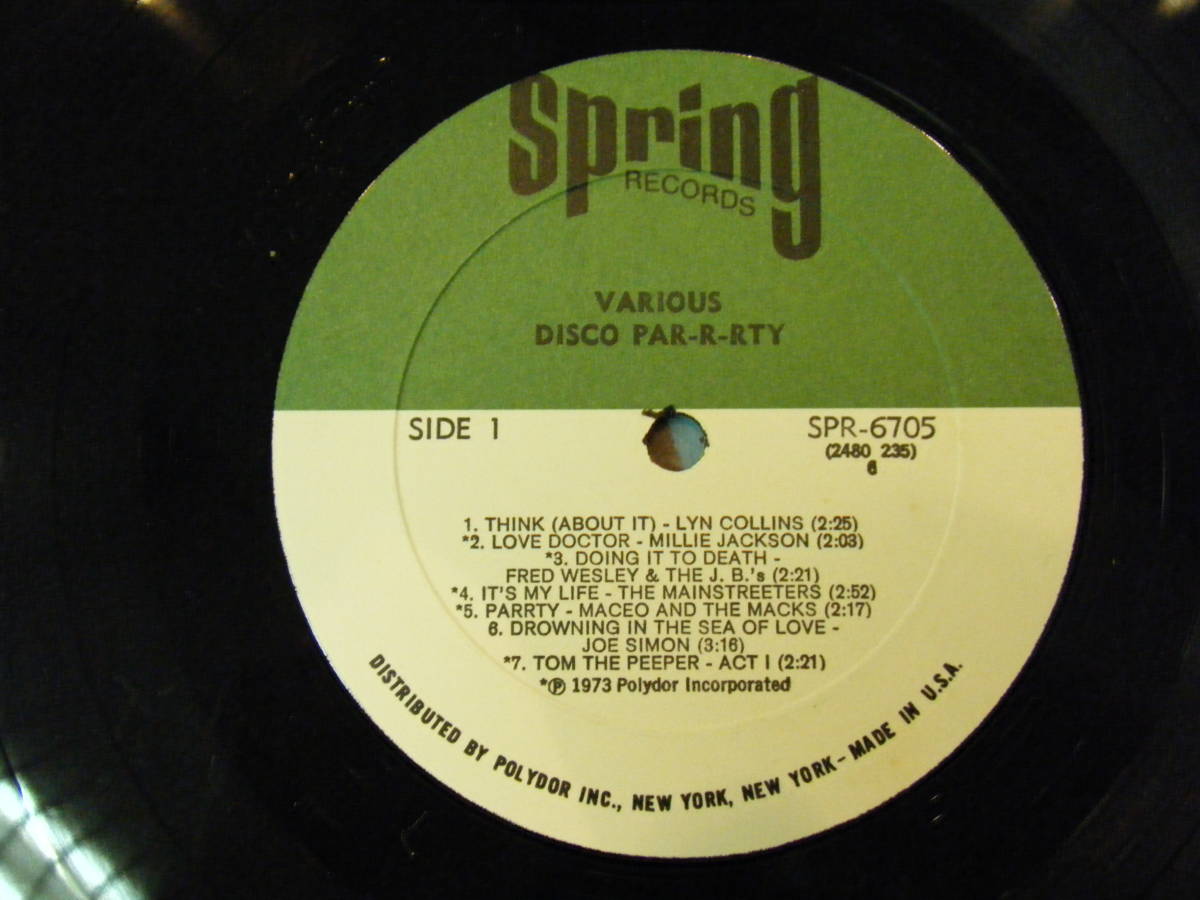 Spring
RECORDS
VARIOUS
DISCO PAR-R-RTY
SIDE 1
SPR-6705
(2480 235)
6
1. THINK (ABOUT IT) - LYN COLLINS (2:25)
*2. LOVE DOCTOR - MILLIE JACKSON (2:03)
*3. DOING IT TO DEATH -
FRED WESLEY & THE J. B.'s (2:21)
*4. IT'S MY LIFE - THE MAINSTREETERS (2:52)
*5. PARRTY - MACEO AND THE MACKS (2:17)
6. DROWNING IN THE SEA OF LOVE -
JOE SIMON (3:16)
*7. TOM THE PEEPER - ACT I (2:21)
*℗ 1973 Polydor Incorporated
DISTRIBUTED BY POLYDOR INC., NEW YORK, NEW YORK - MADE IN U.S.A.